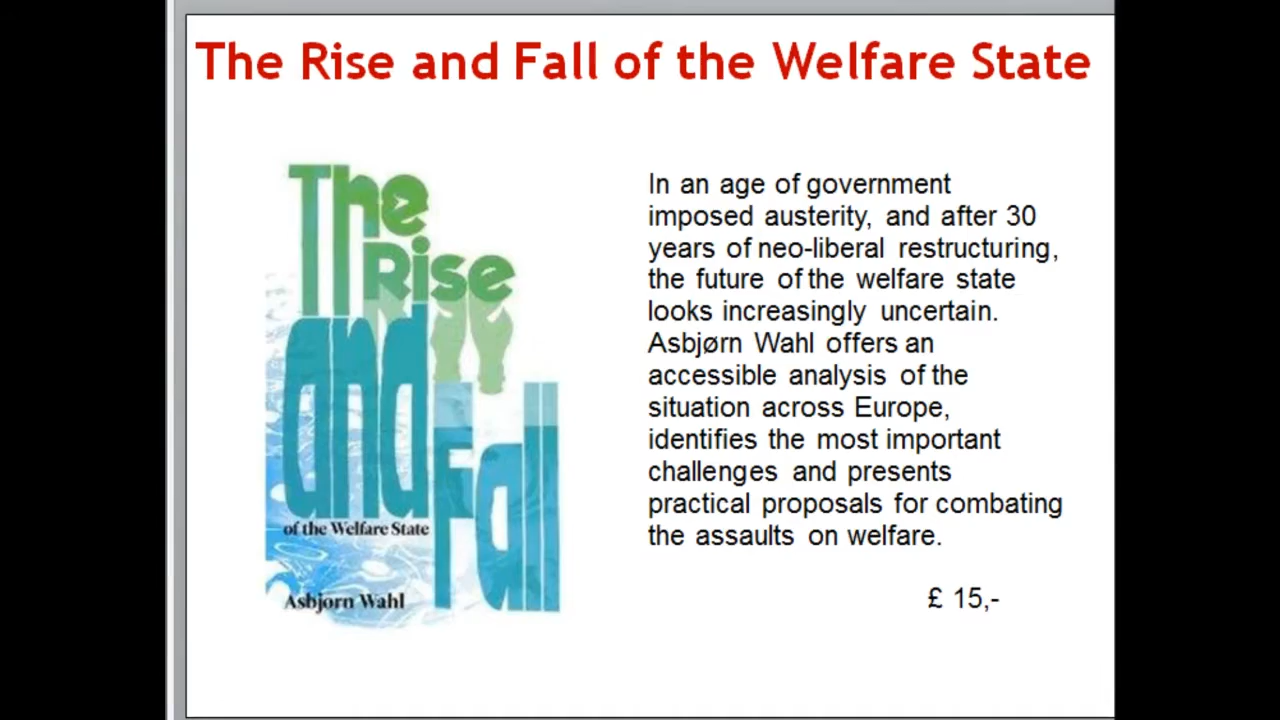 The Rise and Fall of the Welfare State
The
Rise
and
Fall
of the Welfare State
Asbjørn Wahl
In an age of government
imposed austerity, and after 30
years of neo-liberal restructuring,
the future of the welfare state
looks increasingly uncertain.
Asbjørn Wahl offers an
accessible analysis of the
situation across Europe,
identifies the most important
challenges and presents
practical proposals for combating
the assaults on welfare.
£ 15,-